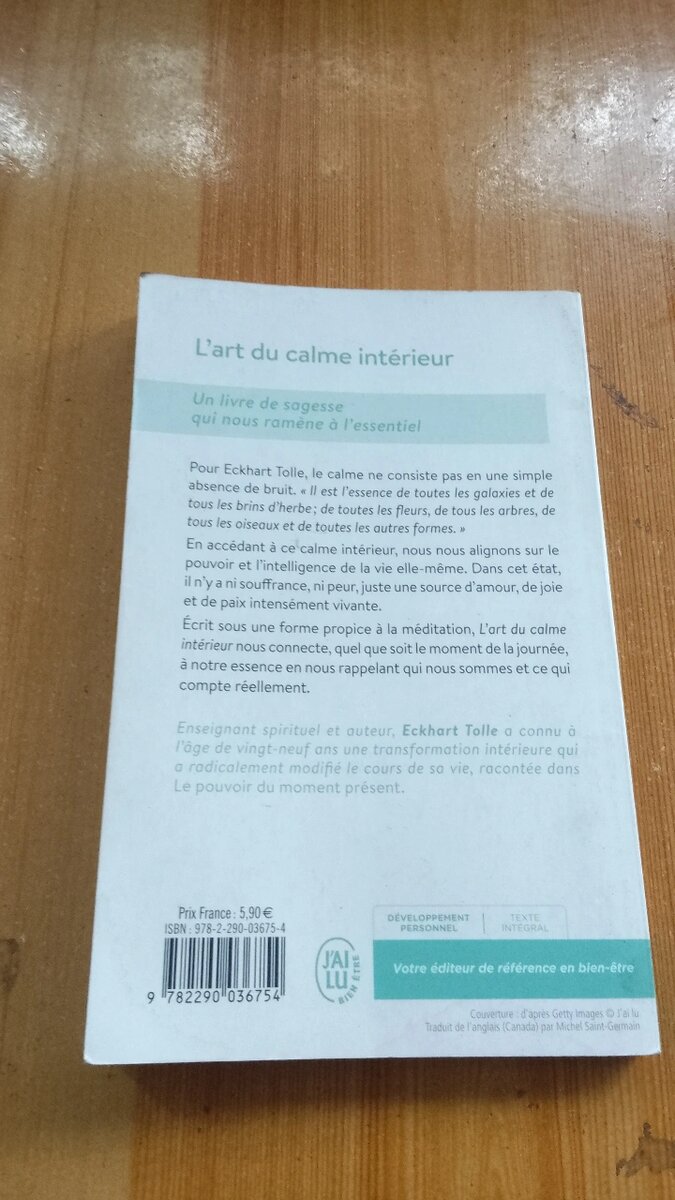 L'art du calme intérieur
Un livre de sagesse
qui nous ramène à l'essentiel
Pour Eckhart Tolle, le calme ne consiste pas en une simple
absence de bruit. « Il est l'essence de toutes les galaxies et de
tous les brins d'herbe ; de toutes les fleurs, de tous les arbres, de
tous les oiseaux et de toutes les autres formes. »
En accédant à ce calme intérieur, nous nous alignons sur le
pouvoir et l'intelligence de la vie elle-même. Dans cet état,
il n'y a ni souffrance, ni peur, juste une source d'amour, de joie
et de paix intensément vivante.
Écrit sous une forme propice à la méditation, L'art du calme
intérieur nous connecte, quel que soit le moment de la journée,
à notre essence en nous rappelant qui nous sommes et ce qui
compte réellement.
Enseignant spirituel et auteur, Eckhart Tolle a connu à
l'âge de vingt-neuf ans une transformation intérieure qui
a radicalement modifié le cours de sa vie, racontée dans
Le pouvoir du moment présent.
Prix France : 5,90 €
ISBN : 978-2-290-03675-4
9 782290 036754
J'AI
LU
BIEN ÊTRE
DÉVELOPPEMENT
PERSONNEL
TEXTE
INTÉGRAL
Votre éditeur de référence en bien-être
Couverture : d'après Getty Images © J'ai lu
Traduit de l'anglais (Canada) par Michel Saint-Germain